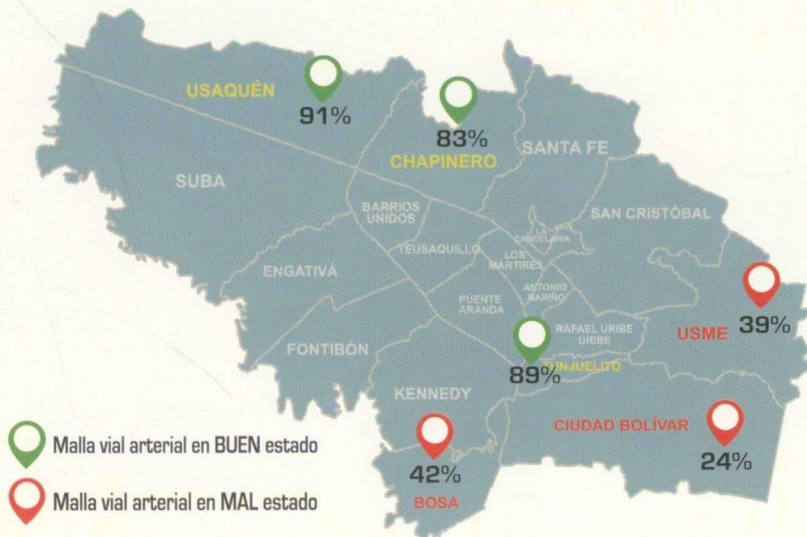 USAQUÉN
91%
83%
CHAPINERO
SANTA FE
SUBA
BARRIOS
UNIDOS
SAN CRISTÓBAL
LA
CANDELARIA
TEUSAQUILLO
LOS
MÁRTIRES
ENGATIVÁ
ANTONIO
NARIÑO
PUENTE
ARANDA
39%
RAFAEL URIBE
URIBE
USME
FONTIBÓN
89%
TUNJUELITO
KENNEDY
CIUDAD BOLÍVAR
Malla vial arterial en BUEN estado
42%
24%
Malla vial arterial en MAL estado
BOSA